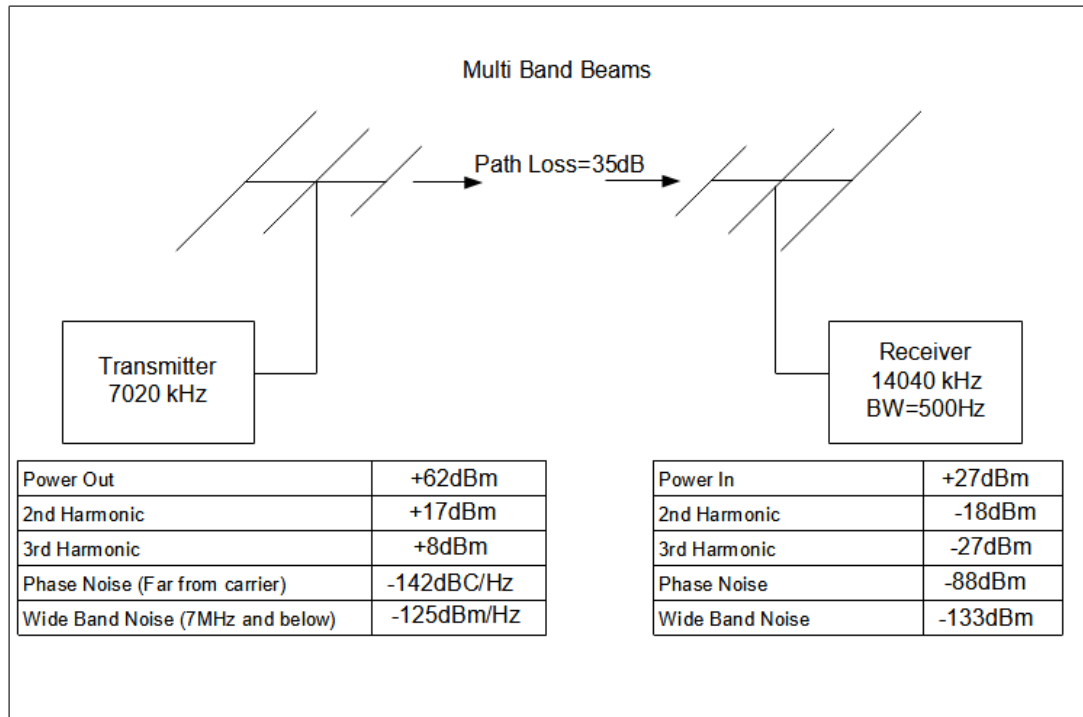 Multi Band Beams
Path Loss=35dB
Transmitter
7020 kHz
Receiver
14040 kHz
BW=500Hz
Power Out +62dBm
2nd Harmonic +17dBm
3rd Harmonic +8dBm
Phase Noise (Far from carrier) -142dBC/Hz
Wide Band Noise (7MHz and below) -125dBm/Hz
Power In +27dBm
2nd Harmonic -18dBm
3rd Harmonic -27dBm
Phase Noise -88dBm
Wide Band Noise -133dBm